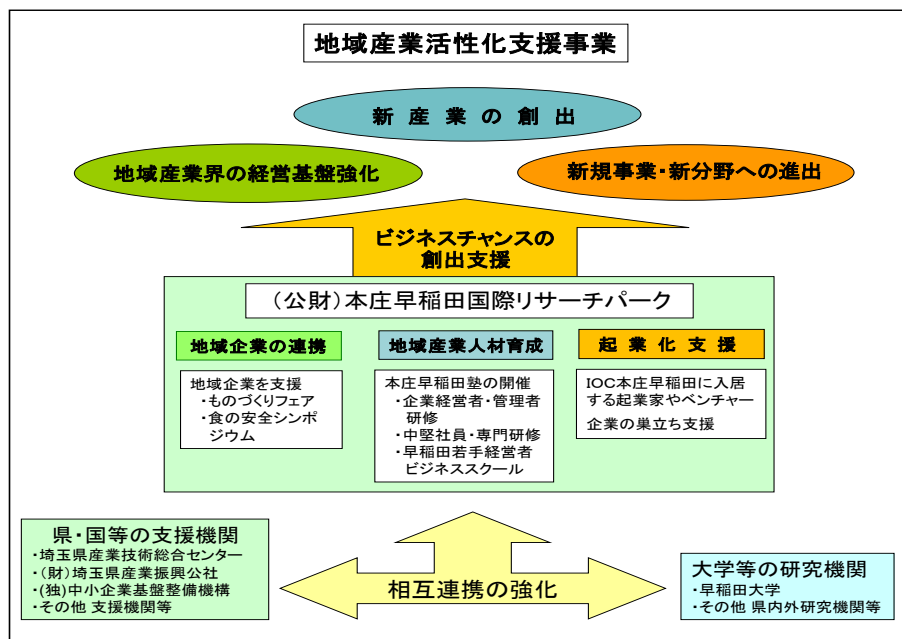 地域産業活性化支援事業
新産業の創出
地域産業界の経営基盤強化
新規事業・新分野への進出
ビジネスチャンスの
創出支援
（公財）本庄早稲田国際リサーチパーク
地域企業の連携
地域企業を支援
・ものづくりフェア
・食の安全シンポ
ジウム
地域産業人材育成
本庄早稲田塾の開催
・企業経営者・管理者
研修
・中堅社員・専門研修
・早稲田若手経営者
ビジネススクール
起業化支援
IOC本庄早稲田に入居
する起業家やベンチャー
企業の巣立ち支援
県・国等の支援機関
・埼玉県産業技術総合センター
・(財)埼玉県産業振興公社
・(独)中小企業基盤整備機構
・その他 支援機関等
相互連携の強化
大学等の研究機関
・早稲田大学
・その他 県内外研究機関等